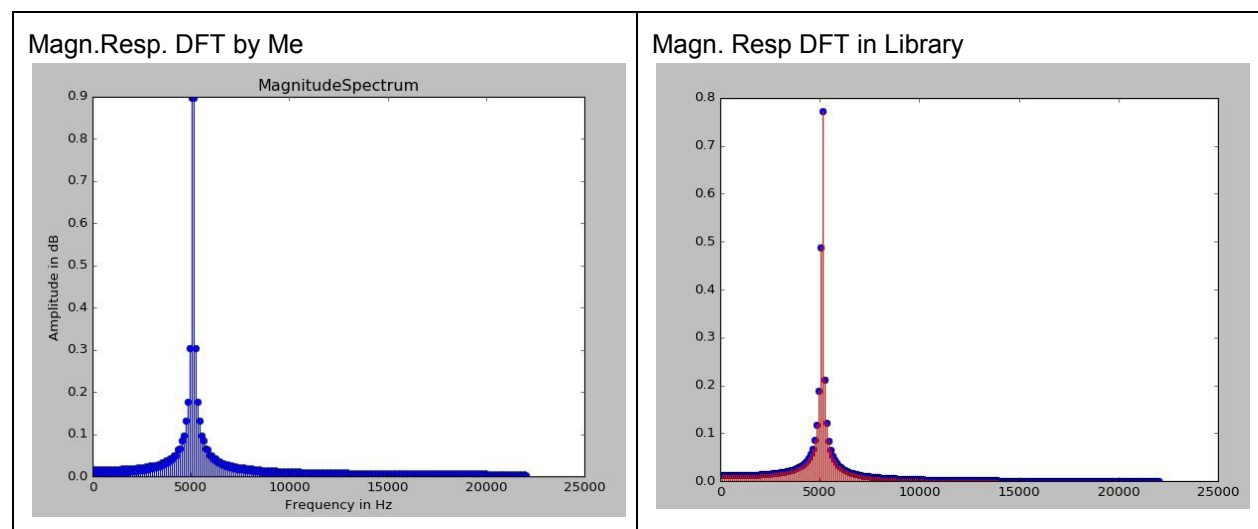 Magn.Resp. DFT by Me
MagnitudeSpectrum
0.9
0.8
0.7
0.6
0.5
0.4
0.3
0.2
0.1
0.0
Amplitude in dB
0 5000 10000 15000 20000 25000
Frequency in Hz
Magn. Resp DFT in Library
0.8
0.7
0.6
0.5
0.4
0.3
0.2
0.1
0.0
0 5000 10000 15000 20000 25000